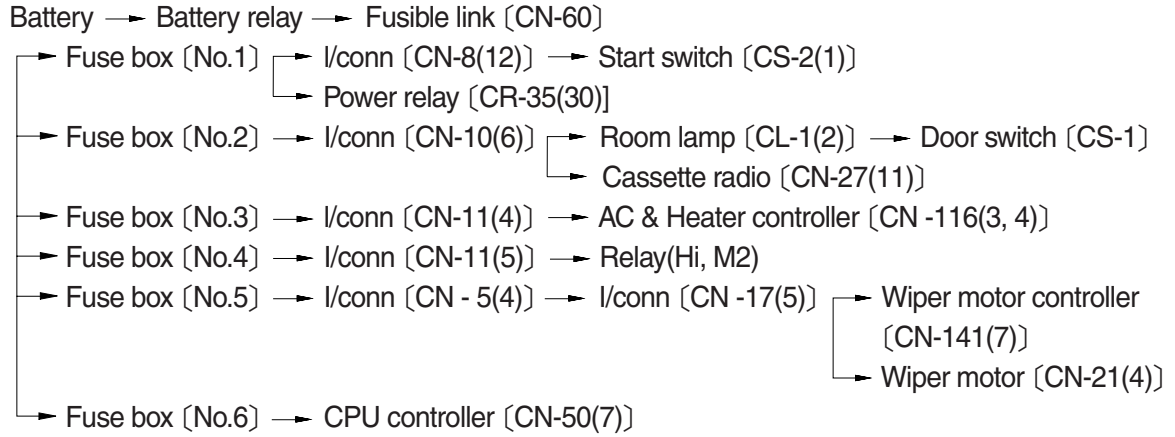 Battery → Battery relay → Fusible link〔CN-60〕
→ Fuse box〔No.1〕 → I/conn〔CN-8(12)〕 → Start switch〔CS-2(1)〕
→ Power relay〔CR-35(30)]
→ Fuse box〔No.2〕 → I/conn〔CN-10(6)〕 → Room lamp〔CL-1(2)〕 → Door switch〔CS-1〕
→ Cassette radio〔CN-27(11)〕
→ Fuse box〔No.3〕 → I/conn〔CN-11(4)〕 → AC & Heater controller〔CN -116(3, 4)〕
→ Fuse box〔No.4〕 → I/conn〔CN-11(5)〕 → Relay(Hi, M2)
→ Fuse box〔No.5〕 → I/conn〔CN - 5(4)〕 → I/conn〔CN -17(5)〕 → Wiper motor controller
〔CN-141(7)〕
→ Wiper motor〔CN-21(4)〕
→ Fuse box〔No.6〕 → CPU controller〔CN-50(7)〕